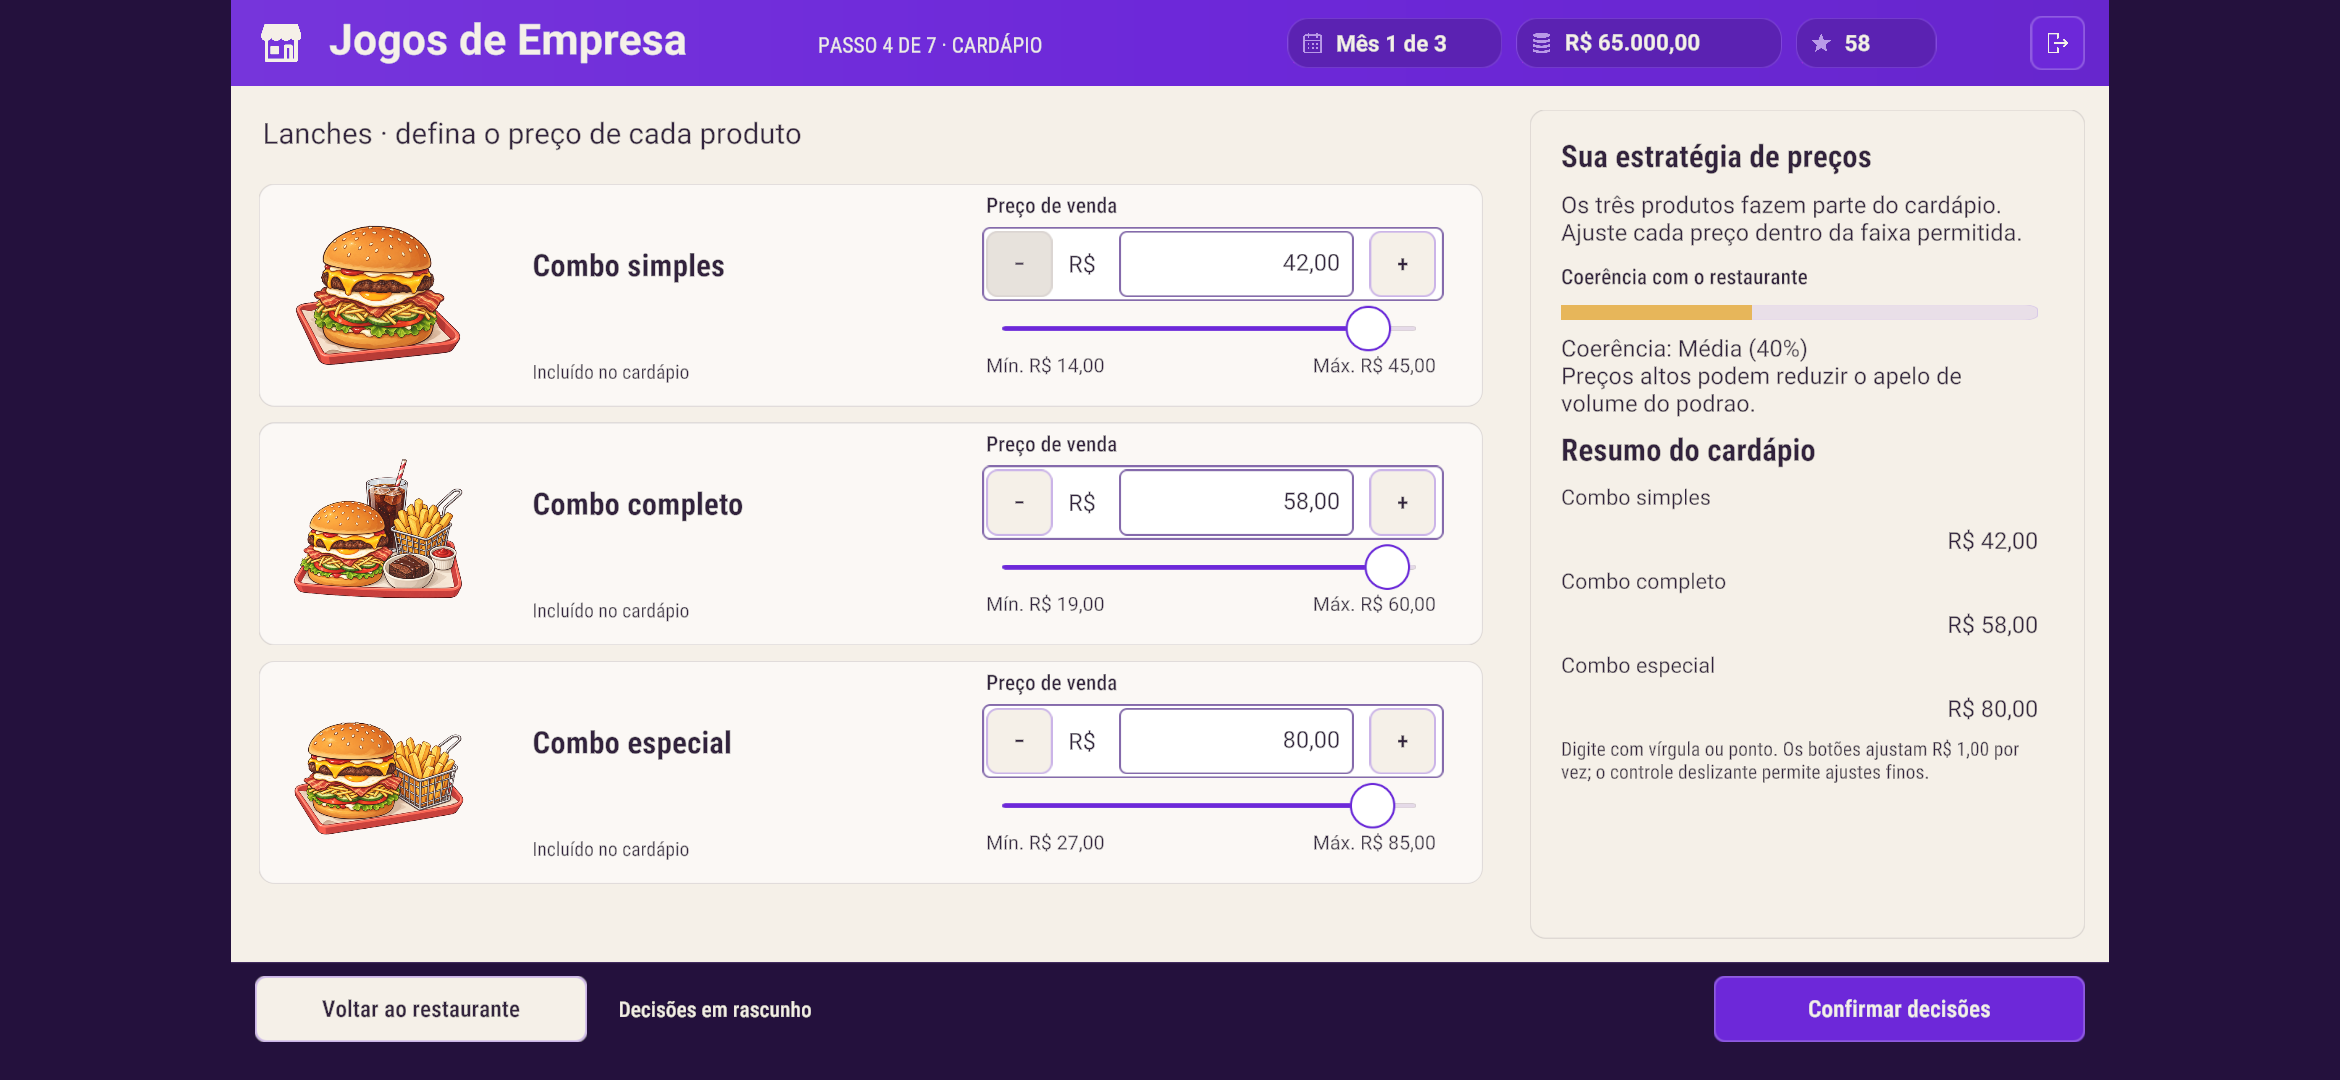 Jogos de Empresa
PASSO 4 DE 7 · CARDÁPIO
Mês 1 de 3
R$ 65.000,00
58
Lanches · defina o preço de cada produto
Combo simples
Incluído no cardápio
Preço de venda
-
R$
42,00
+
Mín. R$ 14,00
Máx. R$ 45,00
Combo completo
Incluído no cardápio
Preço de venda
-
R$
58,00
+
Mín. R$ 19,00
Máx. R$ 60,00
Combo especial
Incluído no cardápio
Preço de venda
-
R$
80,00
+
Mín. R$ 27,00
Máx. R$ 85,00
Sua estratégia de preços
Os três produtos fazem parte do cardápio.
Ajuste cada preço dentro da faixa permitida.
Coerência com o restaurante
Coerência: Média (40%)
Preços altos podem reduzir o apelo de
volume do podrao.
Resumo do cardápio
Combo simples
R$ 42,00
Combo completo
R$ 58,00
Combo especial
R$ 80,00
Digite com vírgula ou ponto. Os botões ajustam R$ 1,00 por
vez; o controle deslizante permite ajustes finos.
Voltar ao restaurante
Decisões em rascunho
Confirmar decisões